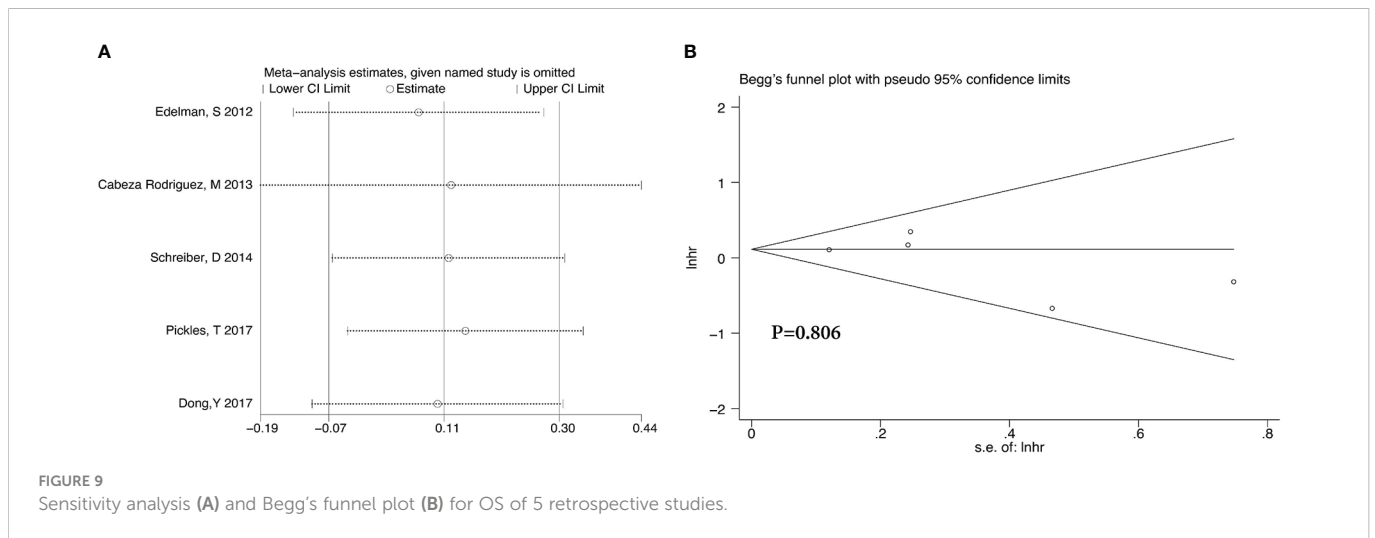 A
Meta−analysis estimates, given named study is omitted
Lower CI Limit Estimate Upper CI Limit
Edelman, S 2012
Cabeza Rodriguez, M 2013
Schreiber, D 2014
Pickles, T 2017
Dong,Y 2017
−0.19 −0.07 0.11 0.30 0.44
B
Begg's funnel plot with pseudo 95% confidence limits
lnhr
2
1
0
−1
−2
P=0.806
0 .2 .4 .6 .8
s.e. of: lnhr
FIGURE 9
Sensitivity analysis (A) and Begg's funnel plot (B) for OS of 5 retrospective studies.